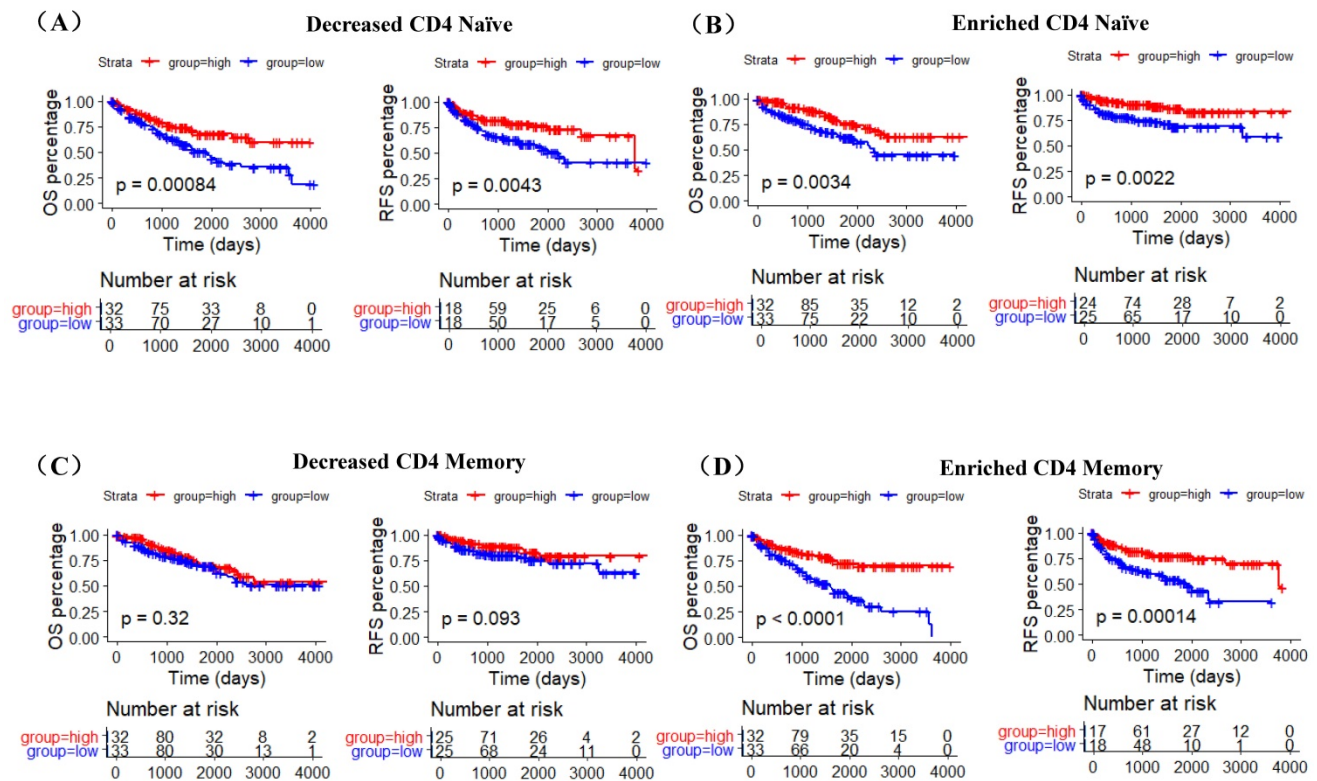 (A) Decreased CD4 Naïve
Strata group=high group=low
OS percentage
1.00
0.75
0.50
0.25
0.00
p = 0.00084
0 1000 2000 3000 4000
Time (days)
Number at risk
group=high 132 75 33 8 0
group=low 133 70 27 10 1
0 1000 2000 3000 4000
Strata group=high group=low
RFS percentage
1.00
0.75
0.50
0.25
0.00
p = 0.0043
0 1000 2000 3000 4000
Time (days)
Number at risk
group=high 118 59 25 6 0
group=low 118 50 17 5 0
0 1000 2000 3000 4000
(B) Enriched CD4 Naïve
Strata group=high group=low
OS percentage
1.00
0.75
0.50
0.25
0.00
p = 0.0034
0 1000 2000 3000 4000
Time (days)
Number at risk
group=high 132 85 35 12 2
group=low 133 75 22 10 0
0 1000 2000 3000 4000
Strata group=high group=low
RFS percentage
1.00
0.75
0.50
0.25
0.00
p = 0.0022
0 1000 2000 3000 4000
Time (days)
Number at risk
group=high 124 74 28 7 2
group=low 125 65 17 10 0
0 1000 2000 3000 4000
(C) Decreased CD4 Memory
Strata group=high group=low
OS percentage
1.00
0.75
0.50
0.25
0.00
p = 0.32
0 1000 2000 3000 4000
Time (days)
Number at risk
group=high 132 80 32 8 2
group=low 133 80 30 13 1
0 1000 2000 3000 4000
Strata group=high group=low
RFS percentage
1.00
0.75
0.50
0.25
0.00
p = 0.093
0 1000 2000 3000 4000
Time (days)
Number at risk
group=high 125 71 26 4 2
group=low 125 68 24 11 0
0 1000 2000 3000 4000
(D) Enriched CD4 Memory
Strata group=high group=low
OS percentage
1.00
0.75
0.50
0.25
0.00
p < 0.0001
0 1000 2000 3000 4000
Time (days)
Number at risk
group=high 132 79 35 15 0
group=low 133 66 20 4 0
0 1000 2000 3000 4000
Strata group=high group=low
RFS percentage
1.00
0.75
0.50
0.25
0.00
p = 0.00014
0 1000 2000 3000 4000
Time (days)
Number at risk
group=high 117 61 27 12 0
group=low 118 48 10 1 0
0 1000 2000 3000 4000